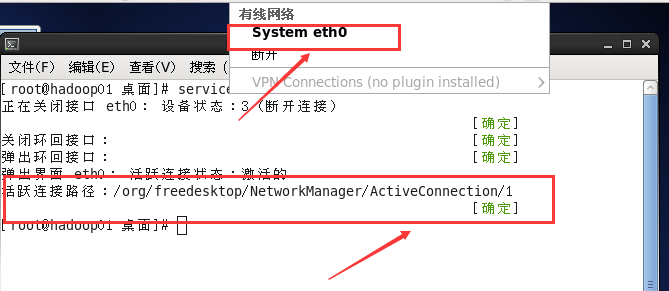 有线网络
System eth0
断开
VPN Connections (no plugin installed)
文件(F) 编辑(E) 查看(V) 搜索 (
[root@hadoop01 桌面]# service
正在关闭接口 eth0： 设备状态：3（断开连接）
[确定]
关闭环回接口：                                             [确定]
弹出环回接口：                                             [确定]
弹出界面 eth0： 活跃连接状态：激活的
活跃连接路径：/org/freedesktop/NetworkManager/ActiveConnection/1
[确定]
[root@hadoop01 桌面]#